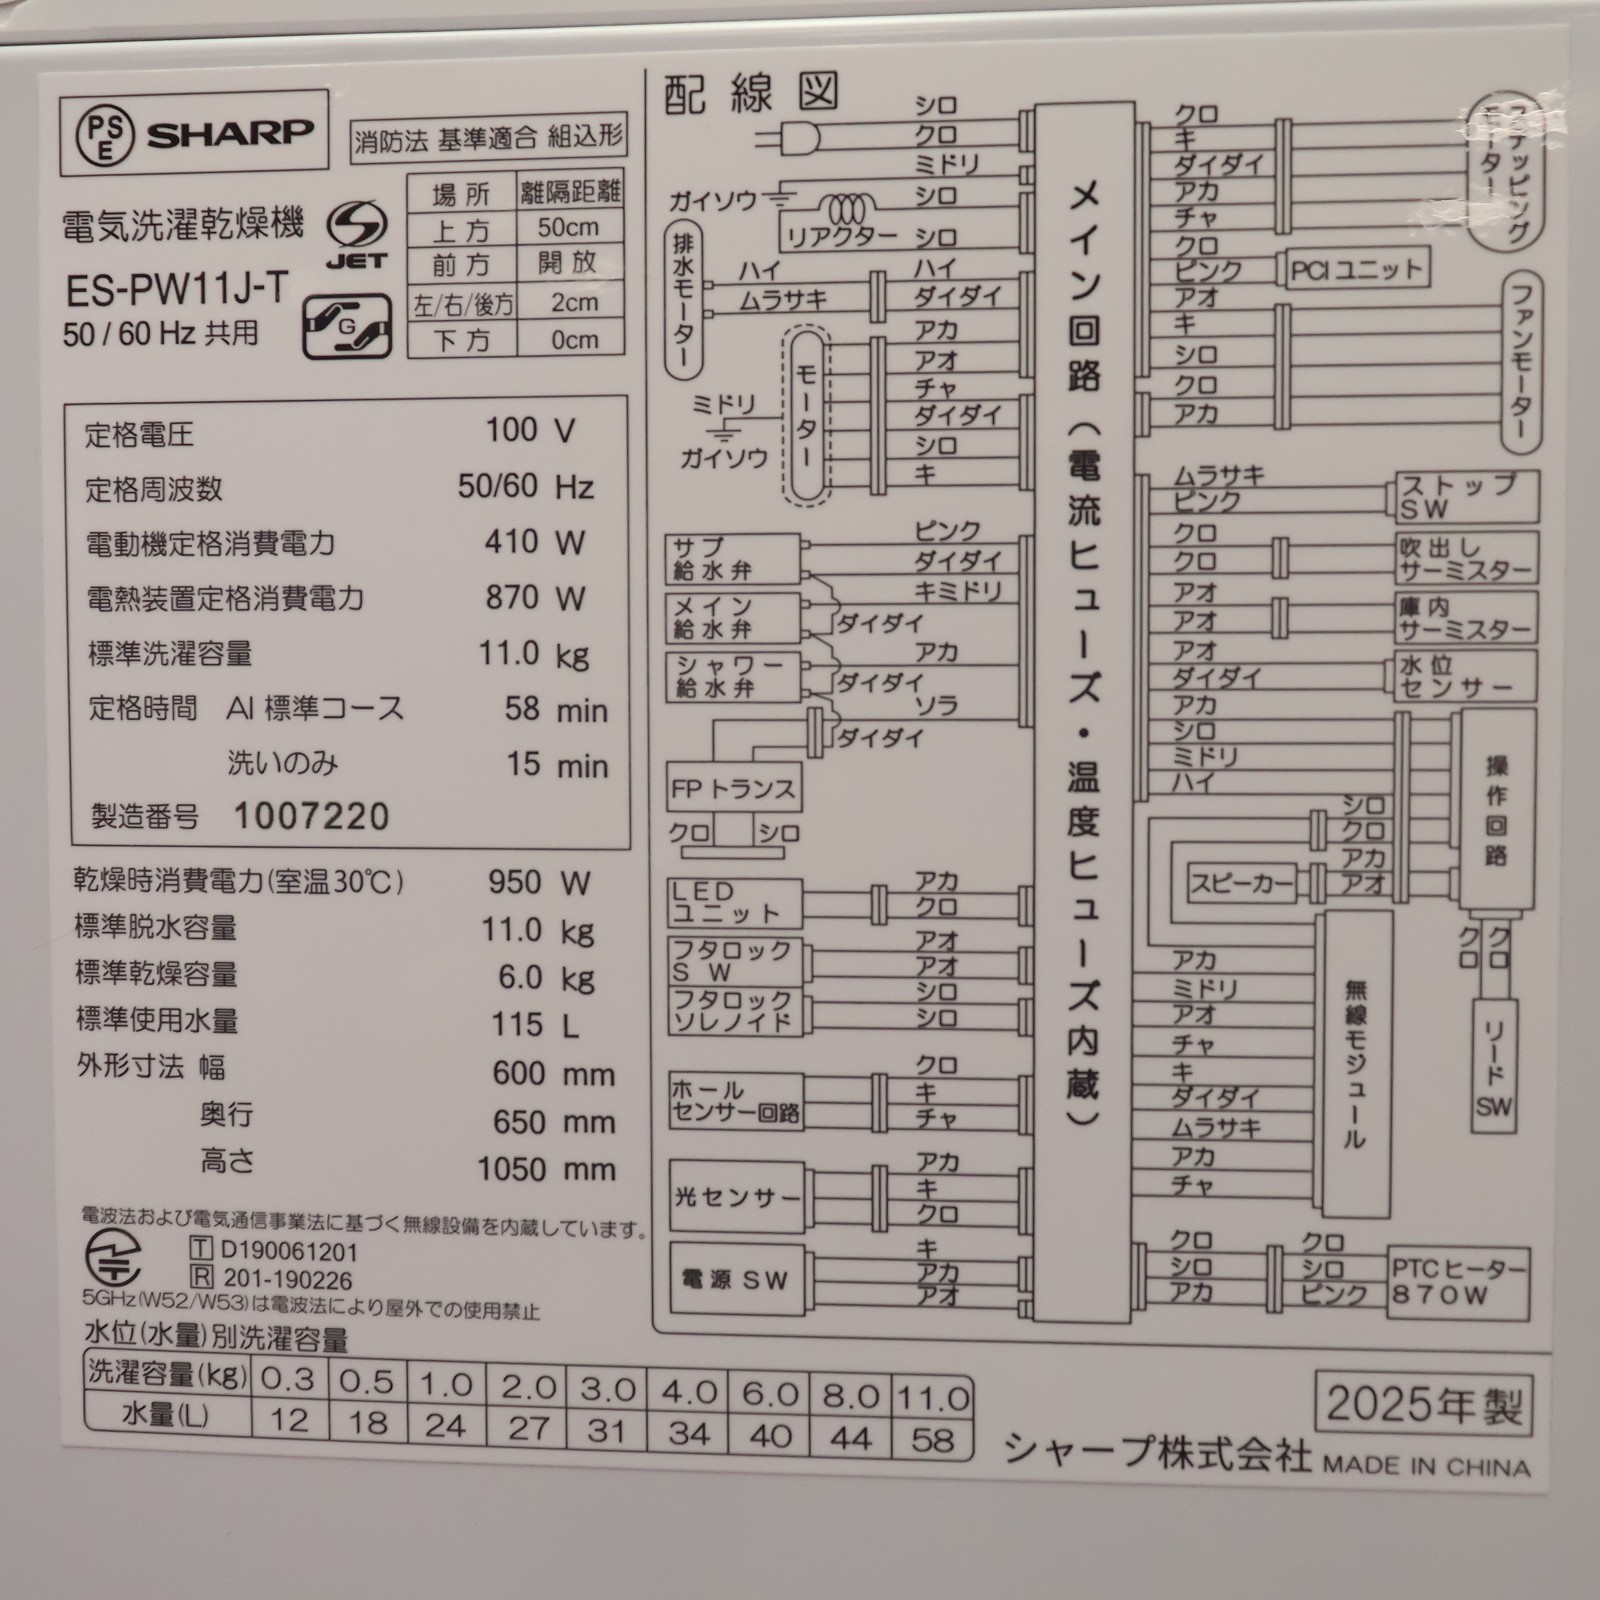 PS
E
SHARP
消防法 基準適合 組込形
電気洗濯乾燥機
JET
ES-PW11J-T
50 / 60 Hz 共用
G
場所 離隔距離
上方 50cm
前方 開放
左/右/後方 2cm
下方 0cm
定格電圧 100 V
定格周波数 50/60 Hz
電動機定格消費電力 410 W
電熱装置定格消費電力 870 W
標準洗濯容量 11.0 kg
定格時間 AI 標準コース 58 min
洗いのみ 15 min
製造番号 1007220
乾燥時消費電力(室温30℃) 950 W
標準脱水容量 11.0 kg
標準乾燥容量 6.0 kg
標準使用水量 115 L
外形寸法 幅 600 mm
奥行 650 mm
高さ 1050 mm
電波法および電気通信事業法に基づく無線設備を内蔵しています。
T D190061201
R 201-190226
5GHz(W52/W53)は電波法により屋外での使用禁止
水位(水量)別洗濯容量
洗濯容量(kg) 0.3 0.5 1.0 2.0 3.0 4.0 6.0 8.0 11.0
水量(L) 12 18 24 27 31 34 40 44 58
配線図
シロ
クロ
ミドリ
ガイソウ
シロ
リアクター シロ
排水モーター
ハイ ハイ
ムラサキ ダイダイ
モーター
アカ
アオ
チャ
ミドリ
ダイダイ
ガイソウ
シロ
キ
サブ
給水弁
ピンク
ダイダイ
メイン
給水弁
キミドリ
ダイダイ
シャワー
給水弁
アカ
ダイダイ
ソラ
ダイダイ
FPトランス
クロ シロ
LED
ユニット
アカ
クロ
フタロック
SW
アオ
アオ
フタロック
ソレノイド
シロ
シロ
ホール
センサー回路
クロ
キ
チャ
光センサー
アカ
キ
クロ
電源SW
キ
アカ
アオ
メイン回路(電流ヒューズ・温度ヒューズ内蔵)
クロ
キ
ダイダイ
アカ
チャ
ステッピング
モーター
クロ
ピンク
PCIユニット
アオ
キ
シロ
クロ
アカ
ファンモーター
ムラサキ
ピンク
ストップ
SW
クロ
クロ
吹出し
サーミスター
アオ
アオ
庫内
サーミスター
アオ
ダイダイ
水位
センサー
アカ
シロ
ミドリ
ハイ
シロ
クロ
アカ
アオ
スピーカー
操作回路
クロ
クロ
リードSW
アカ
ミドリ
アオ
チャ
キ
ダイダイ
ムラサキ
アカ
チャ
無線モジュール
クロ クロ
シロ シロ
アカ ピンク
PTCヒーター
870W
2025年製
シャープ株式会社 MADE IN CHINA